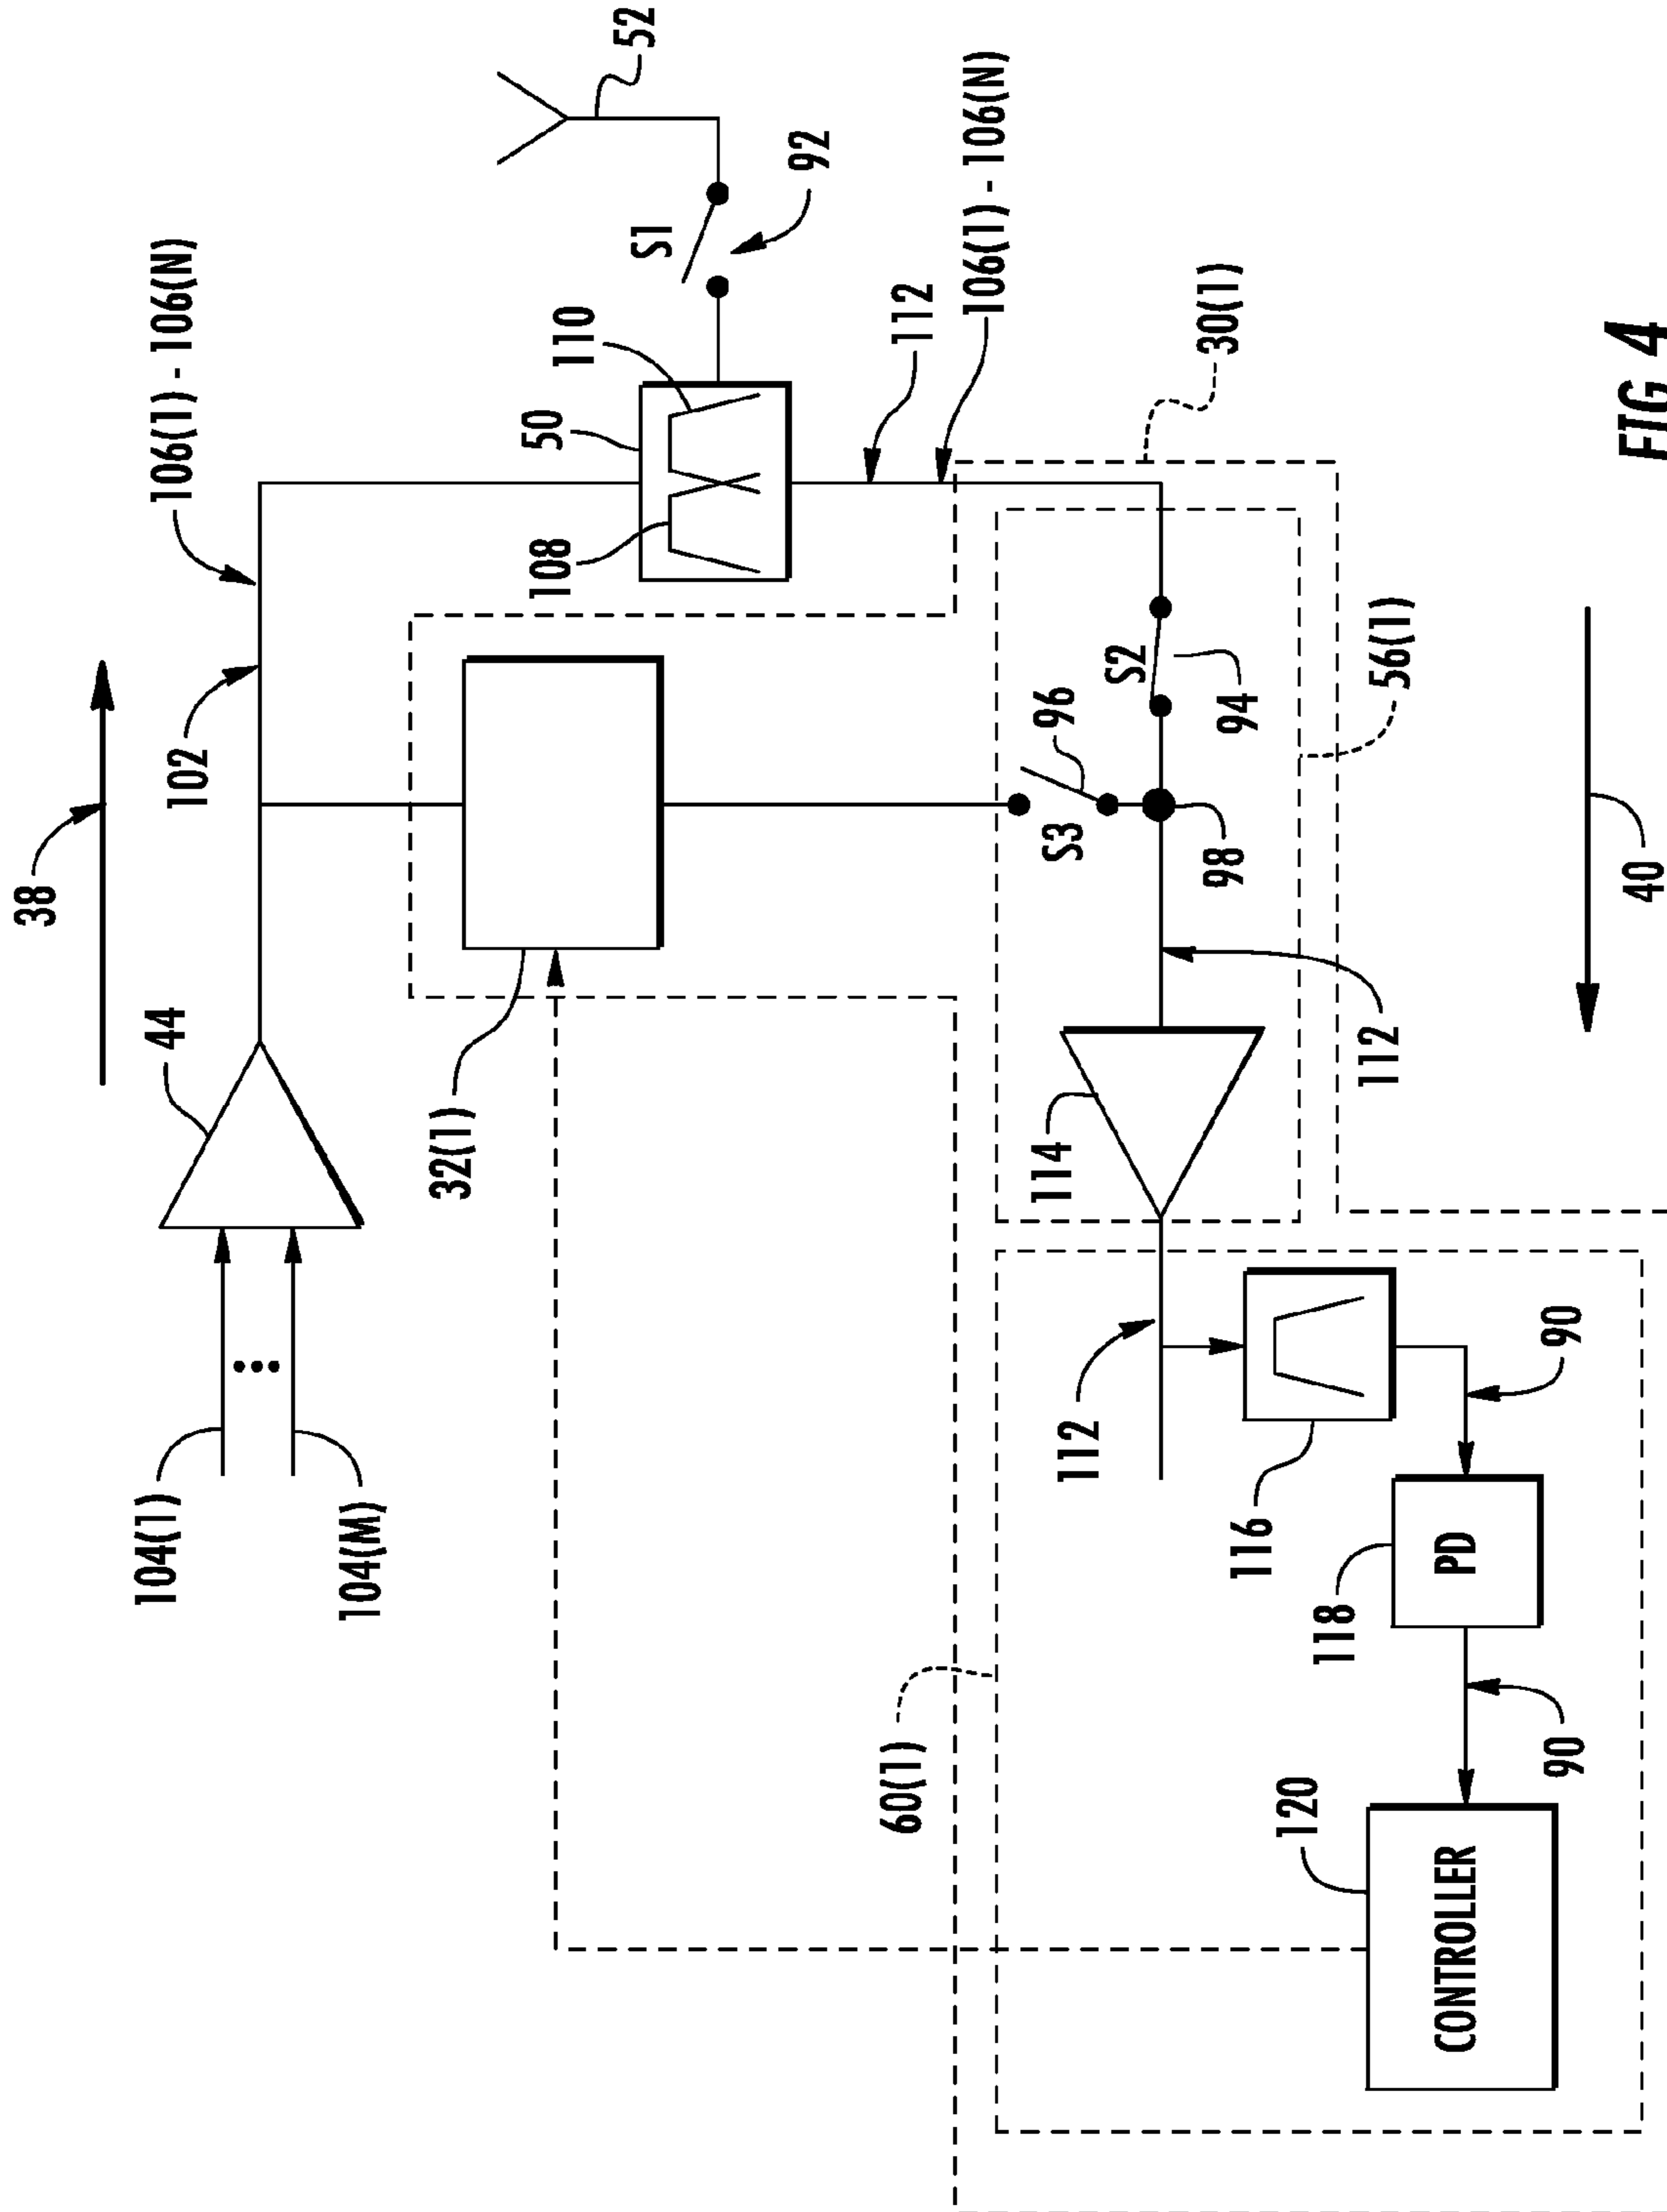 38
104(1)
104(M)
44
102
106(1) - 106(N)
32(1)
108
50
110
S1
52
92
112
106(1) - 106(N)
30(1)
60(1)
112
114
S3
96
S2
98
94
56(1)
112
116
118
PD
90
120
CONTROLLER
90
40
FIG 4